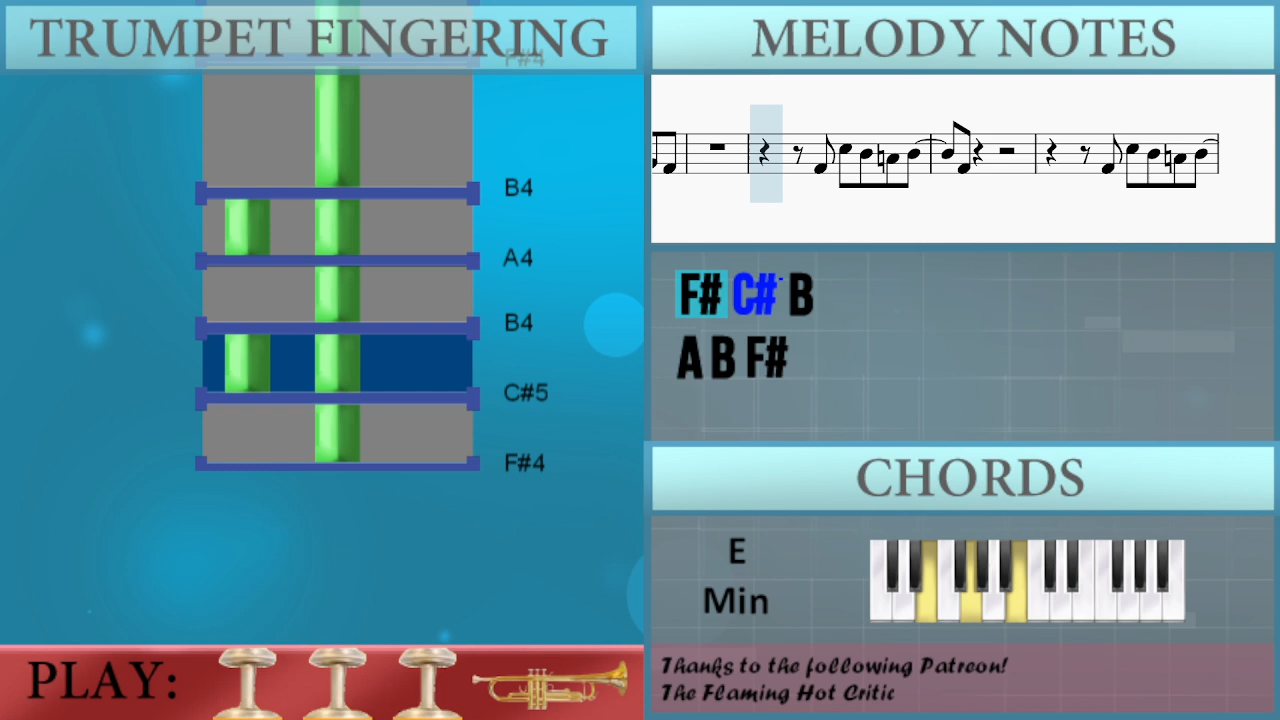 TRUMPET FINGERING
F#4
B4
A4
B4
C#5
F#4
PLAY:
MELODY NOTES
F# C#- B
A B F#
CHORDS
E
Min
Thanks to the following Patreon!
The Flaming Hot Critic